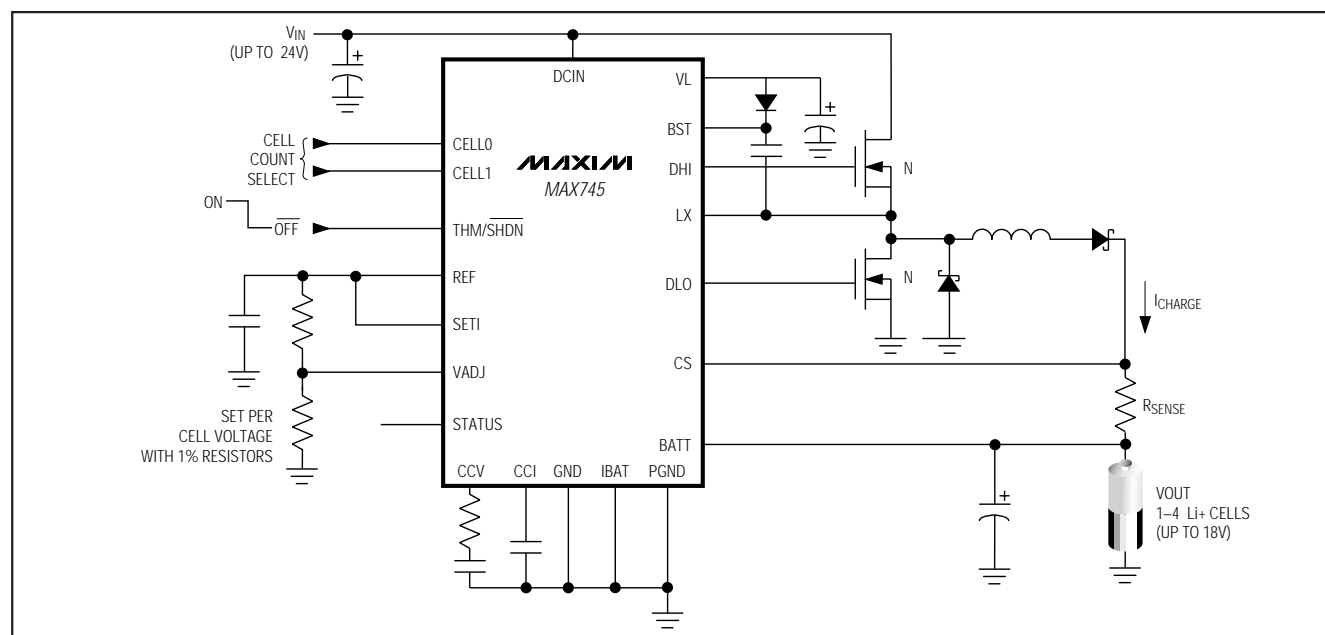 VIN
(UP TO 24V)
DCIN
CELL
COUNT
SELECT
CELL0
CELL1
ON
OFF
THM/SHDN
REF
SETI
VADJ
SET PER
CELL VOLTAGE
WITH 1% RESISTORS
STATUS
CCV CCI GND IBAT PGND
MAXIM
MAX745
VL
BST
DHI
LX
DLO
CS
BATT
+
+
N
N
ICHARGE
RSENSE
+
VOUT
1–4 Li+ CELLS
(UP TO 18V)